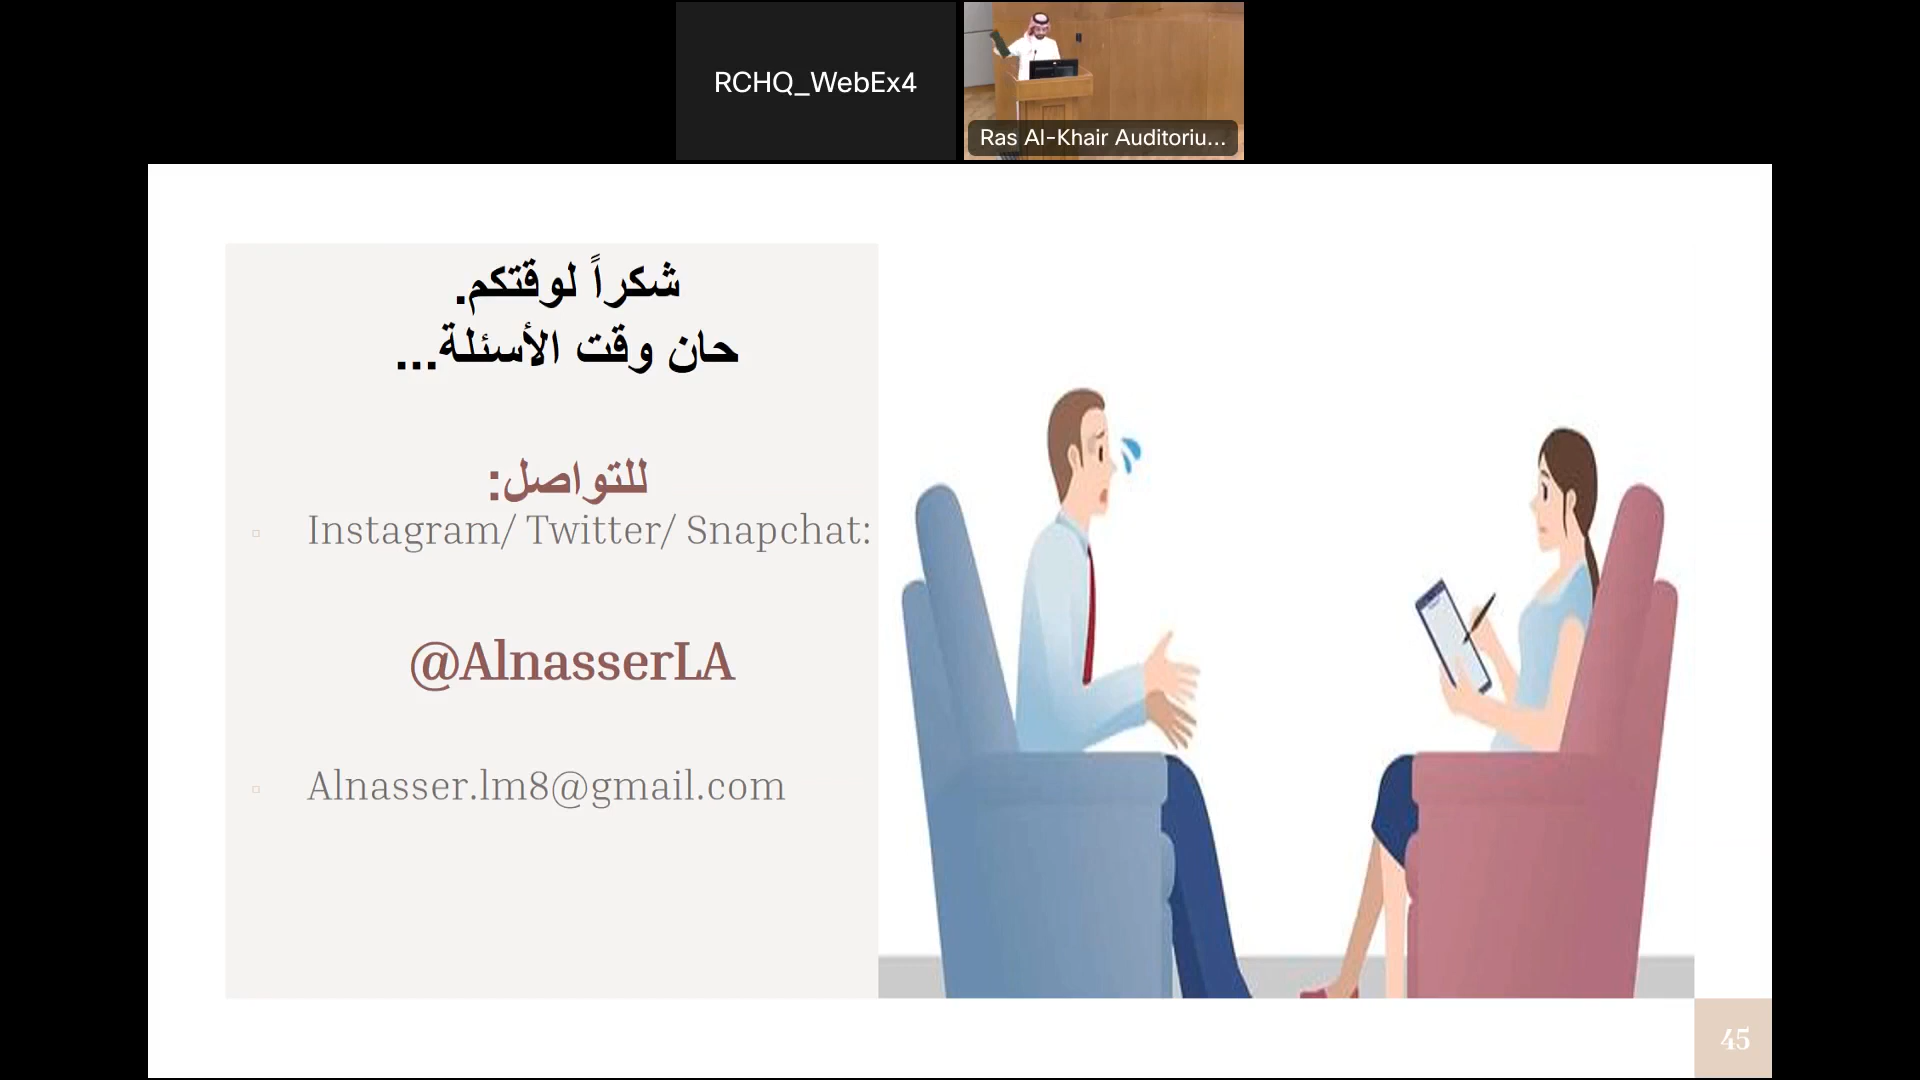 RCHQ_WebEx4
Ras Al-Khair Auditoriu...
شكراً لوقتكم.
حان وقت الأسئلة...
للتواصل:
Instagram/ Twitter/ Snapchat:
@AlnasserLA
Alnasser.lm8@gmail.com
45